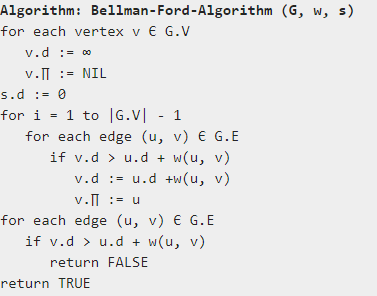 Algorithm: Bellman-Ford-Algorithm (G, w, s)
for each vertex v Є G.V
v.d := ∞
v.∏ := NIL
s.d := 0
for i = 1 to |G.V| - 1
for each edge (u, v) Є G.E
if v.d > u.d + w(u, v)
v.d := u.d +w(u, v)
v.∏ := u
for each edge (u, v) Є G.E
if v.d > u.d + w(u, v)
return FALSE
return TRUE